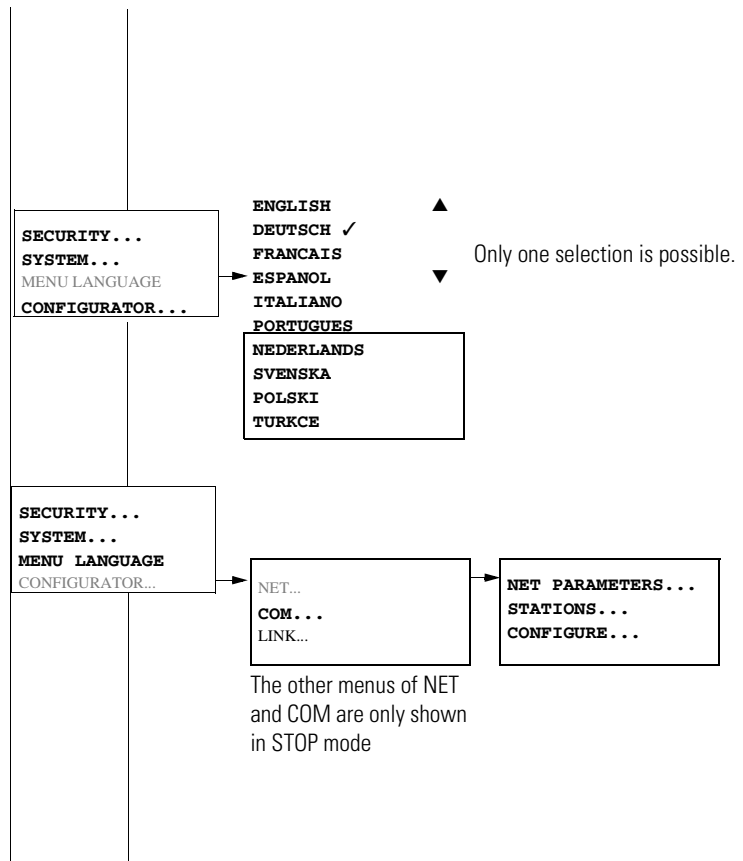 SECURITY...
SYSTEM...
MENU LANGUAGE
CONFIGURATOR...
ENGLISH ▲
DEUTSCH ✓
FRANCAIS
ESPANOL ▼
ITALIANO
PORTUGUES
NEDERLANDS
SVENSKA
POLSKI
TURKCE
Only one selection is possible.
SECURITY...
SYSTEM...
MENU LANGUAGE
CONFIGURATOR...
NET...
COM...
LINK...
The other menus of NET
and COM are only shown
in STOP mode
NET PARAMETERS...
STATIONS...
CONFIGURE...